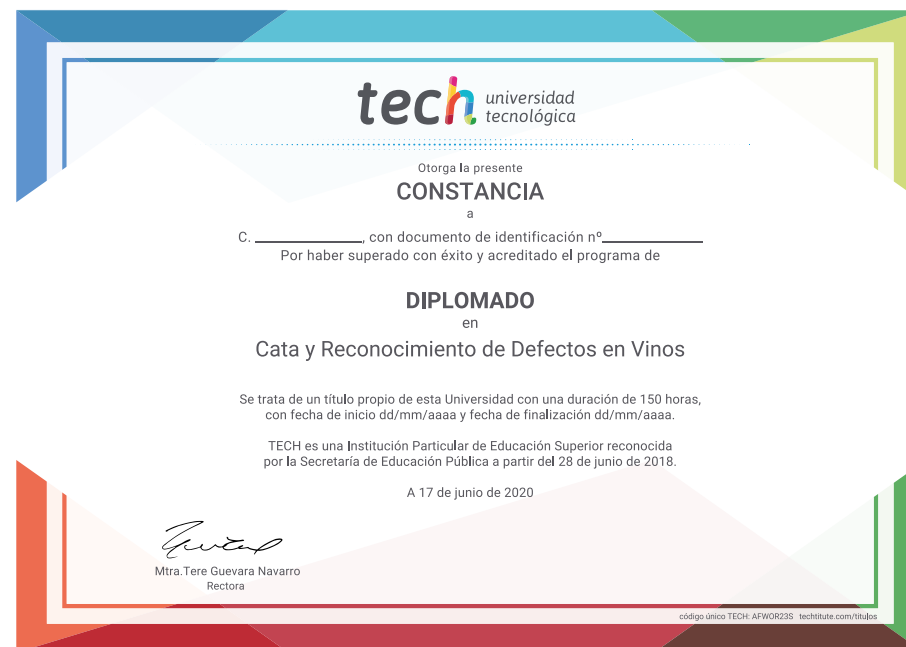 tech universidad
tecnológica
Otorga la presente
CONSTANCIA
a
C. ____________, con documento de identificación nº____________
Por haber superado con éxito y acreditado el programa de
DIPLOMADO
en
Cata y Reconocimiento de Defectos en Vinos
Se trata de un título propio de esta Universidad con una duración de 150 horas,
con fecha de inicio dd/mm/aaaa y fecha de finalización dd/mm/aaaa.
TECH es una Institución Particular de Educación Superior reconocida
por la Secretaría de Educación Pública a partir del 28 de junio de 2018.
A 17 de junio de 2020
Mtra.Tere Guevara Navarro
Rectora
código único TECH: AFWOR23S techtitute.com/titulos